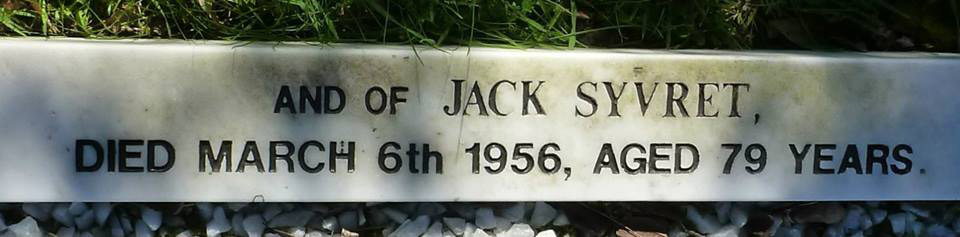 AND OF JACK SYVRET,
DIED MARCH 6th 1956, AGED 79 YEARS.